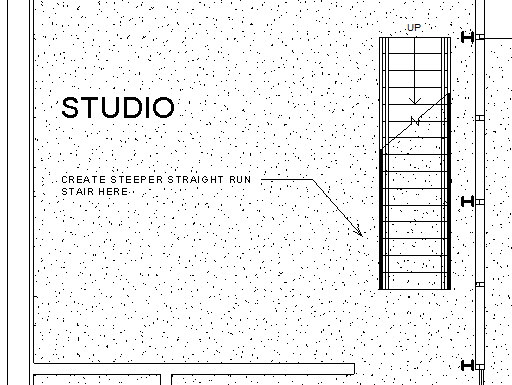 UP
STUDIO
CREATE STEEPER STRAIGHT RUN
STAIR HERE